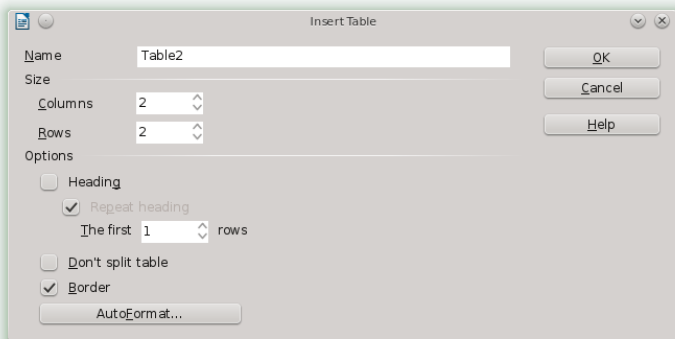 Insert Table
Name Table2 OK
Size
Cancel
Columns 2
Rows 2 Help
Options
Heading
Repeat heading
The first 1 rows
Don't split table
Border
AutoFormat...